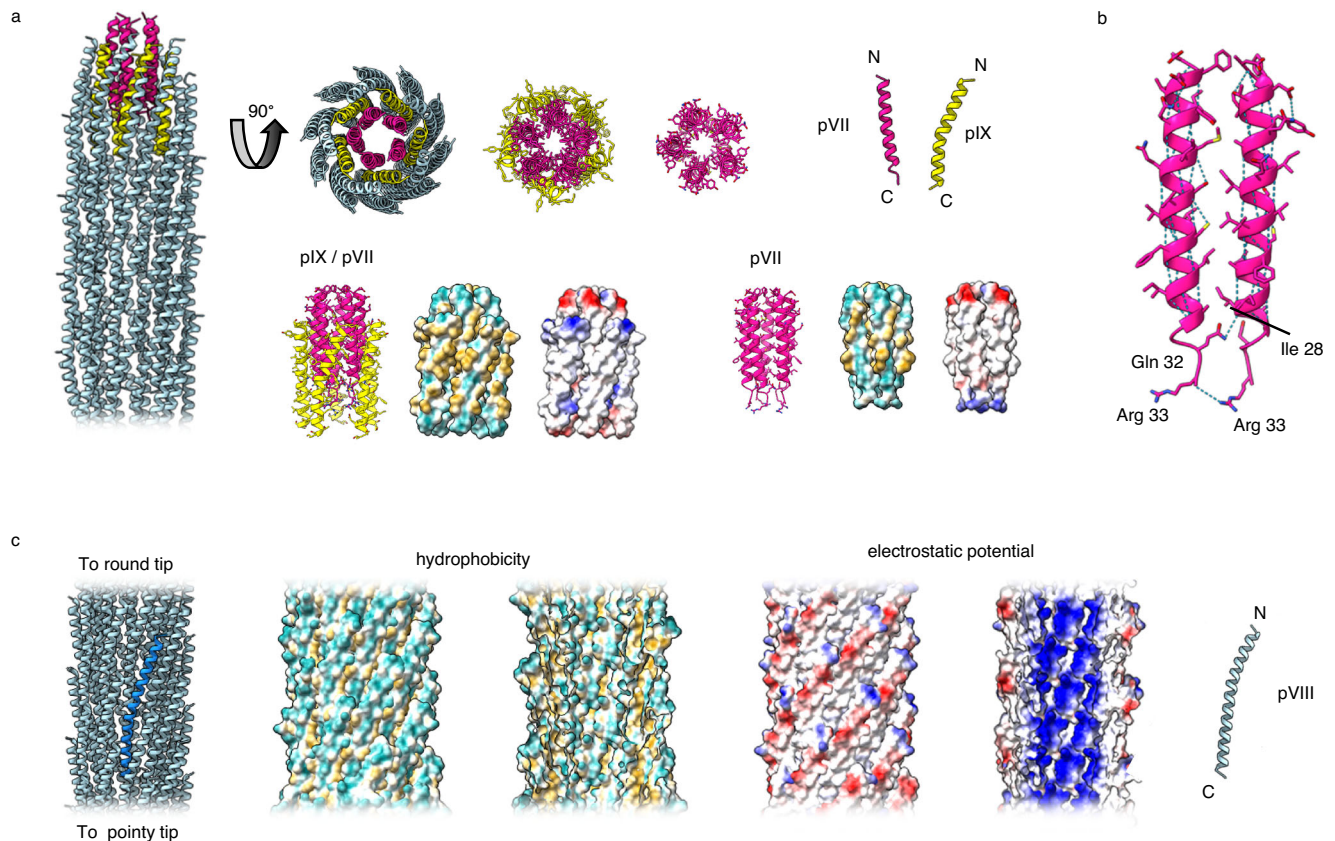 a
90°
N
N
pVII
pIX
C
C
pIX / pVII
pVII
b
Gln 32
Ile 28
Arg 33
Arg 33
c
To round tip
hydrophobicity
electrostatic potential
N
pVIII
C
To pointy tip